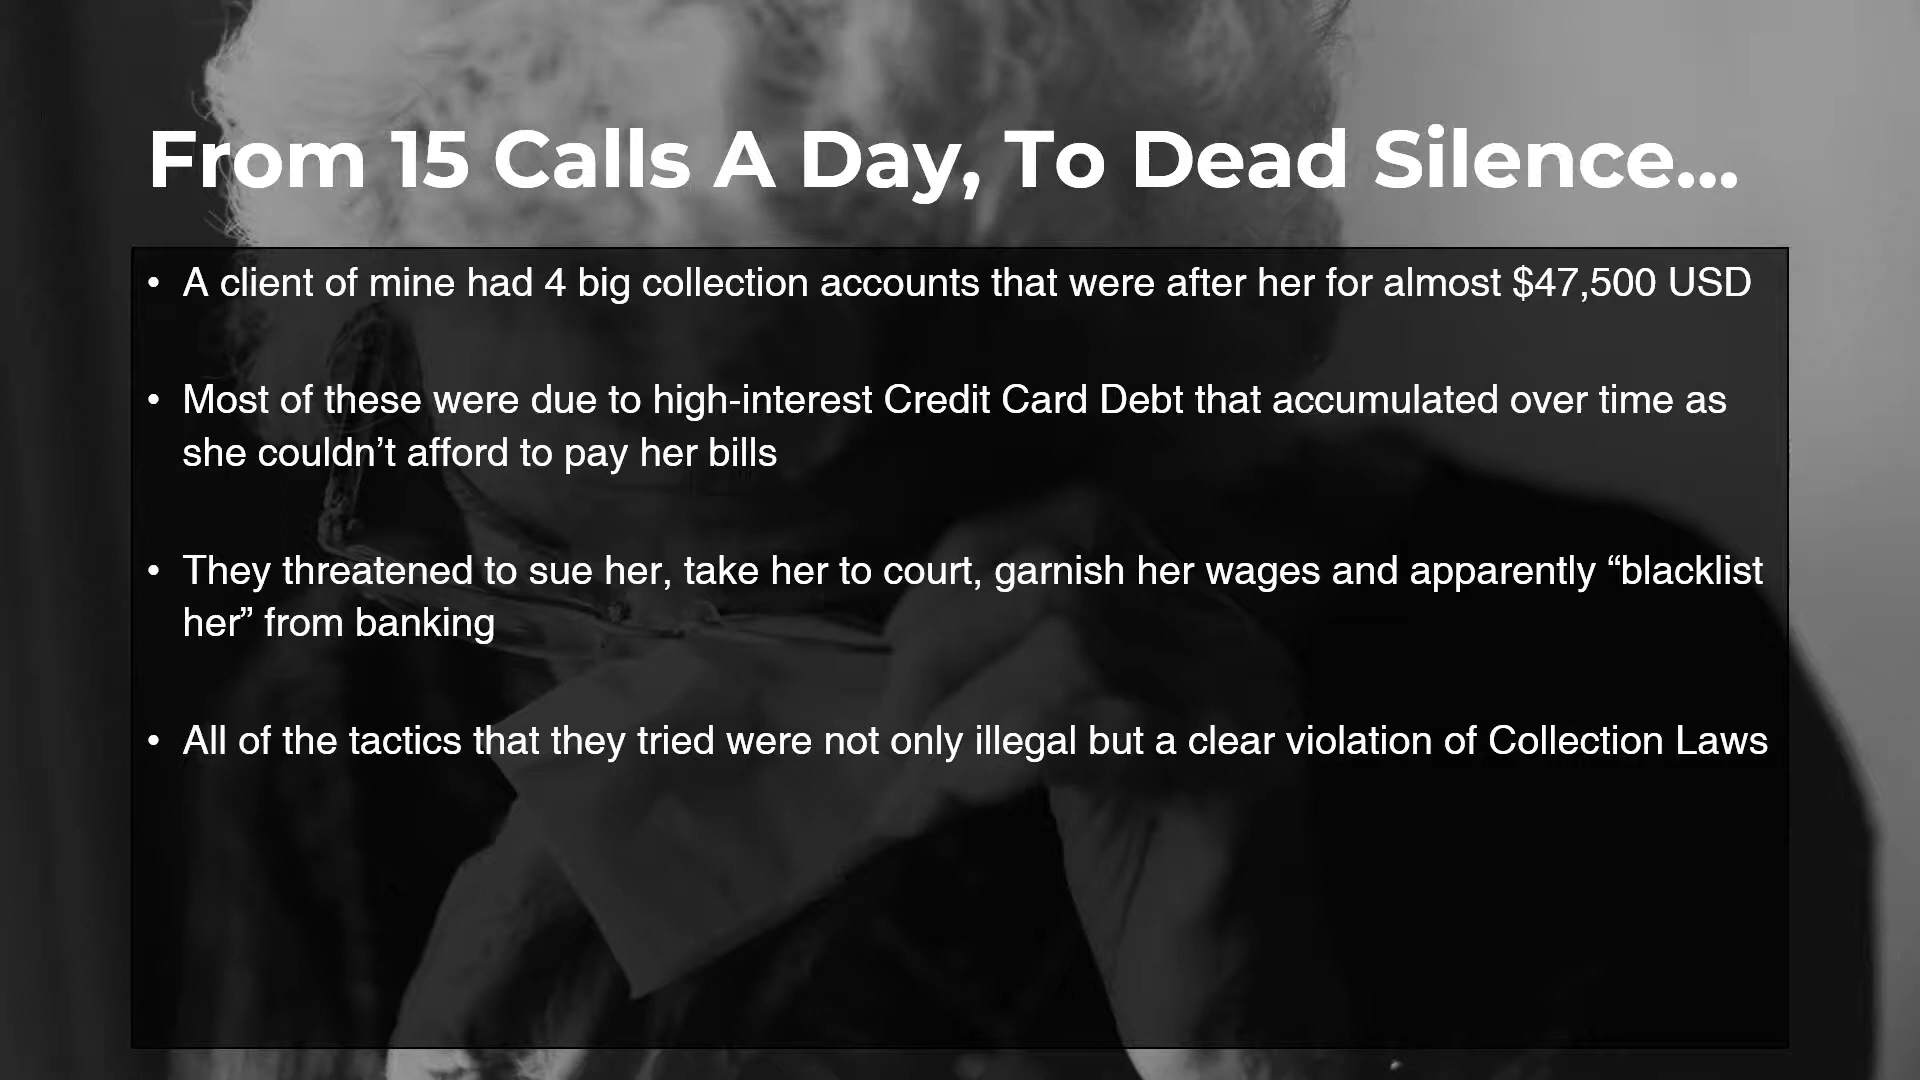 From 15 Calls A Day, To Dead Silence...
• A client of mine had 4 big collection accounts that were after her for almost $47,500 USD
• Most of these were due to high-interest Credit Card Debt that accumulated over time as
she couldn’t afford to pay her bills
• They threatened to sue her, take her to court, garnish her wages and apparently “blacklist
her” from banking
• All of the tactics that they tried were not only illegal but a clear violation of Collection Laws